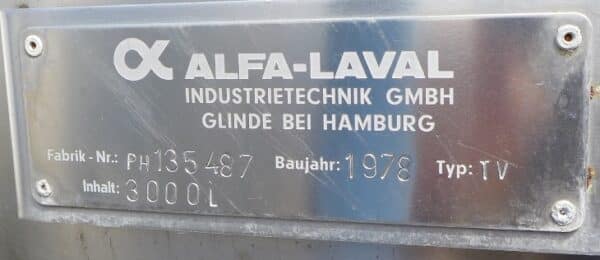 α ALFA-LAVAL
INDUSTRIETECHNIK GMBH
GLINDE BEI HAMBURG
Fabrik-Nr.: PH135487 Baujahr: 1978 Typ: TV
Inhalt: 3000L